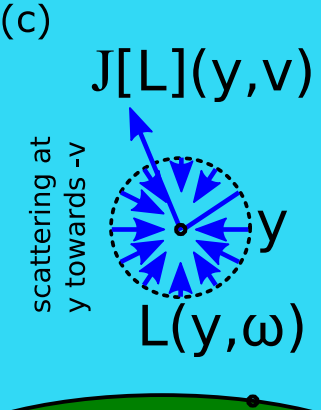 (c)
J[L](y,v)
scattering at
y towards -v
y
L(y,ω)